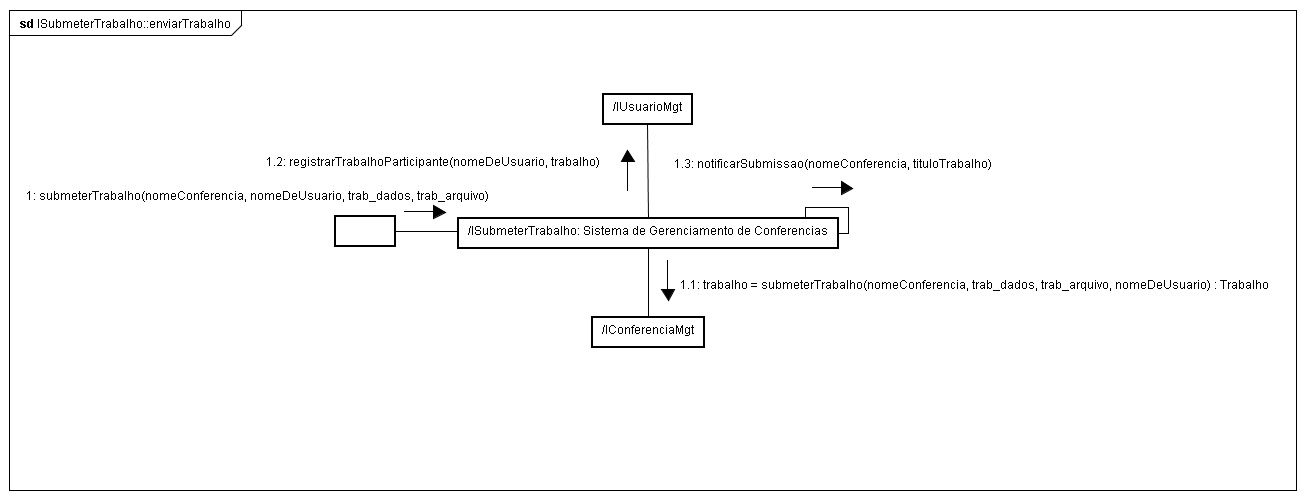 sd ISubmeterTrabalho::enviarTrabalho
/IUsuarioMgt
1.2: registrarTrabalhoParticipante(nomeDeUsuario, trabalho)
1.3: notificarSubmissao(nomeConferencia, tituloTrabalho)
1: submeterTrabalho(nomeConferencia, nomeDeUsuario, trab_dados, trab_arquivo)
/ISubmeterTrabalho: Sistema de Gerenciamento de Conferencias
1.1: trabalho = submeterTrabalho(nomeConferencia, trab_dados, trab_arquivo, nomeDeUsuario) : Trabalho
/IConferenciaMgt